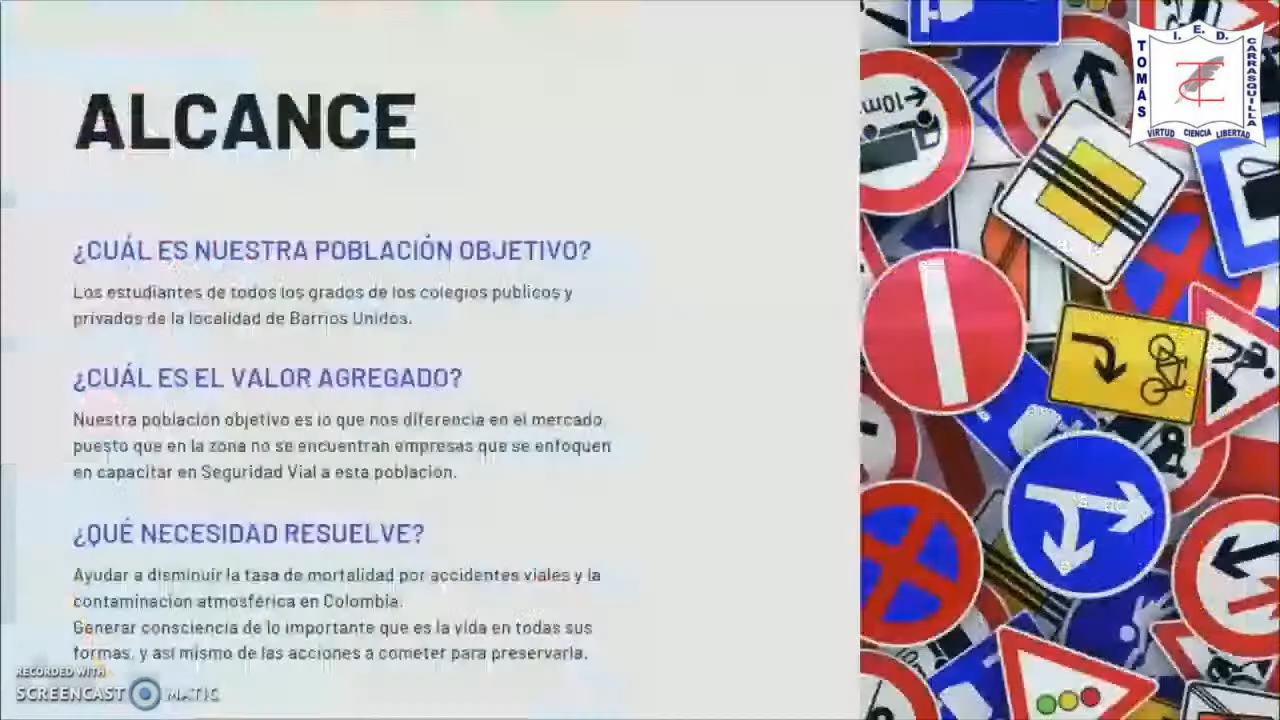 ALCANCE
¿CUÁL ES NUESTRA POBLACIÓN OBJETIVO?
Los estudiantes de todos los grados de los colegios publicos y
privados de la localidad de Barrios Unidos.
¿CUÁL ES EL VALOR AGREGADO?
Nuestra población objetivo es lo que nos diferencia en el mercado,
puesto que en la zona no se encuentran empresas que se enfoquen
en capacitar en Seguridad Vial a esta población.
¿QUÉ NECESIDAD RESUELVE?
Ayudar a disminuir la tasa de mortalidad por accidentes viales y la
contaminación atmosférica en Colombia.
Generar consciencia de lo importante que es la vida en todas sus
formas, y así mismo de las acciones a cometer para preservarla.
RECORDED WITH
SCREENCAST MATIC
I. E. D.
TOMÁS
CARRASQUILLA
VIRTUD CIENCIA LIBERTAD
10m